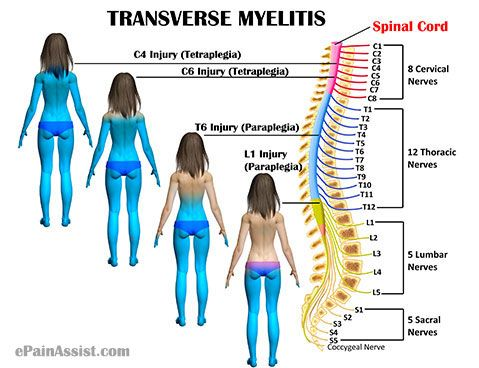 TRANSVERSE MYELITIS
Spinal Cord
C4 Injury (Tetraplegia)
C6 Injury (Tetraplegia)
T6 Injury (Paraplegia)
L1 Injury
(Paraplegia)
C1
C2
C3
C4
C5
C6
C7
C8
8 Cervical
Nerves
T1
T2
T3
T4
T5
T6
T7
T8
T9
T10
T11
T12
12 Thoracic
Nerves
L1
L2
L3
L4
L5
5 Lumbar
Nerves
S1
S2
S3
S4
S5
5 Sacral
Nerves
Coccygeal Nerve
ePainAssist.com